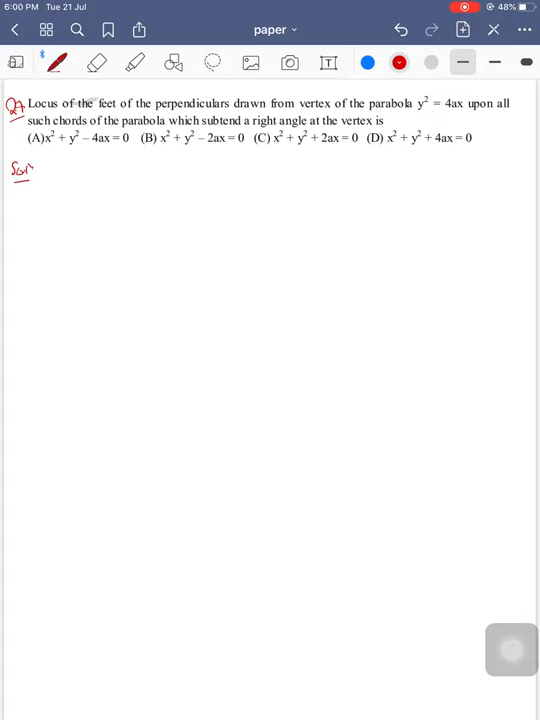 6:00 PM Tue 21 Jul
48%
paper
T
Q7 Locus of the feet of the perpendiculars drawn from vertex of the parabola y² = 4ax upon all
such chords of the parabola which subtend a right angle at the vertex is
(A)x² + y² – 4ax = 0 (B) x² + y² – 2ax = 0 (C) x² + y² + 2ax = 0 (D) x² + y² + 4ax = 0